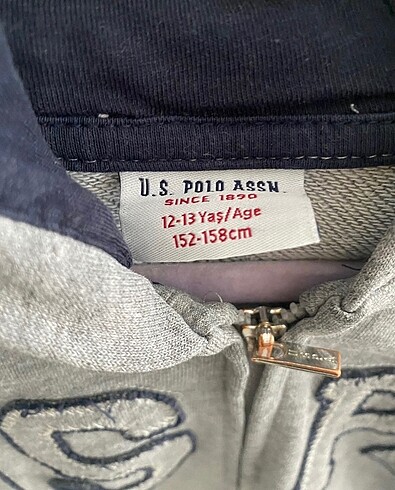 U.S. POLO ASSN.
SINCE 1890
12-13 Yaş/Age
152-158cm